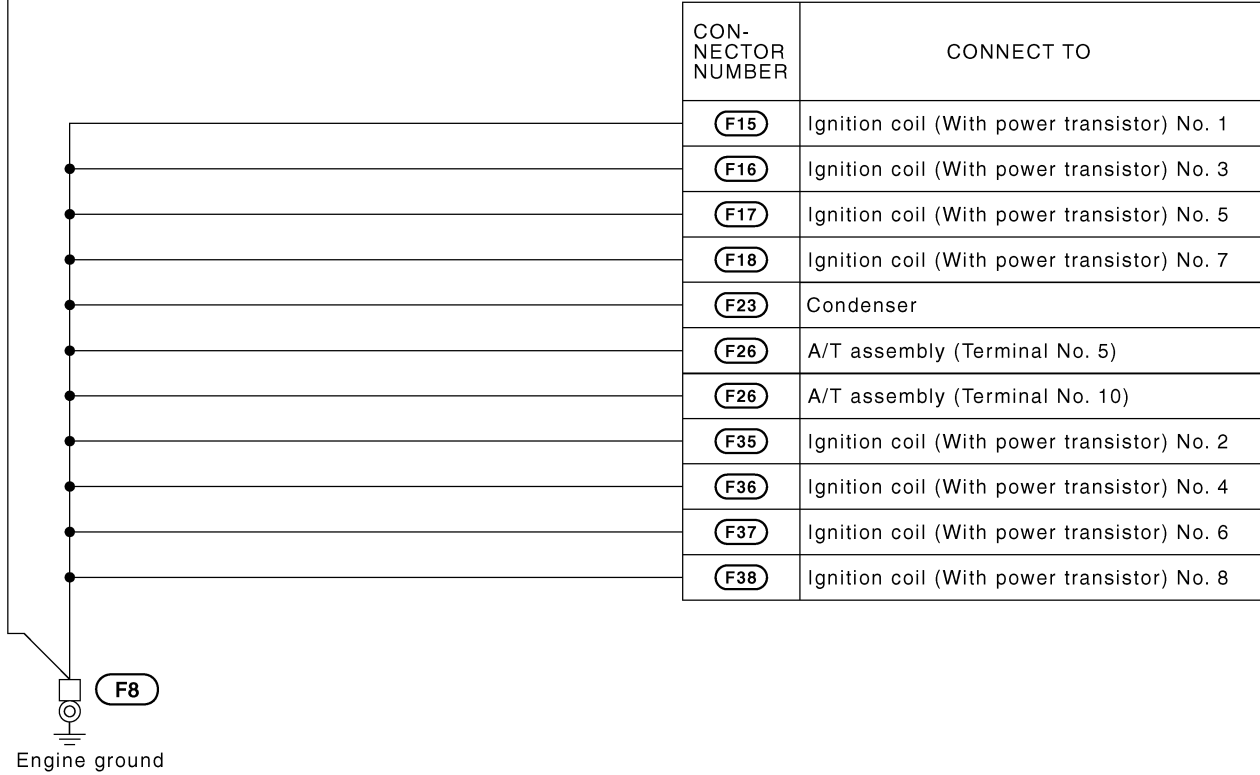 CON-
NECTOR
NUMBER
CONNECT TO
F15 Ignition coil (With power transistor) No. 1
F16 Ignition coil (With power transistor) No. 3
F17 Ignition coil (With power transistor) No. 5
F18 Ignition coil (With power transistor) No. 7
F23 Condenser
F26 A/T assembly (Terminal No. 5)
F26 A/T assembly (Terminal No. 10)
F35 Ignition coil (With power transistor) No. 2
F36 Ignition coil (With power transistor) No. 4
F37 Ignition coil (With power transistor) No. 6
F38 Ignition coil (With power transistor) No. 8
F8
Engine ground